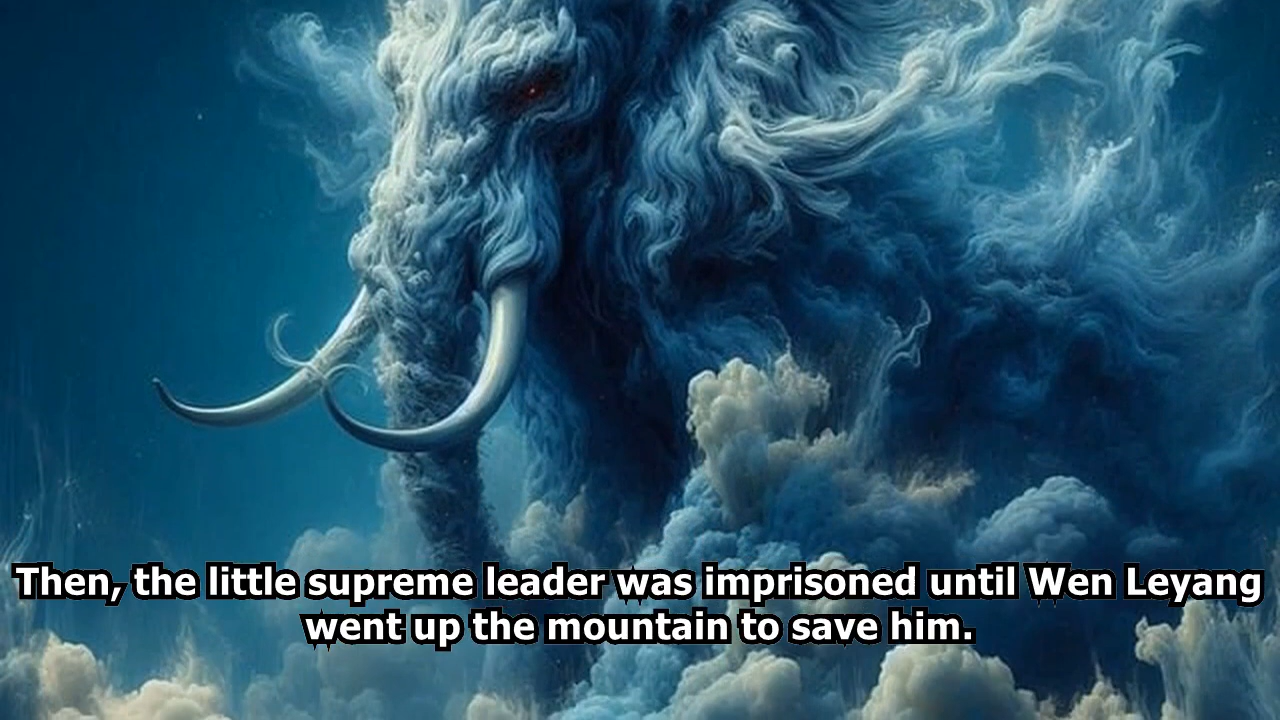 Then, the little supreme leader was imprisoned until Wen Leyang
went up the mountain to save him.